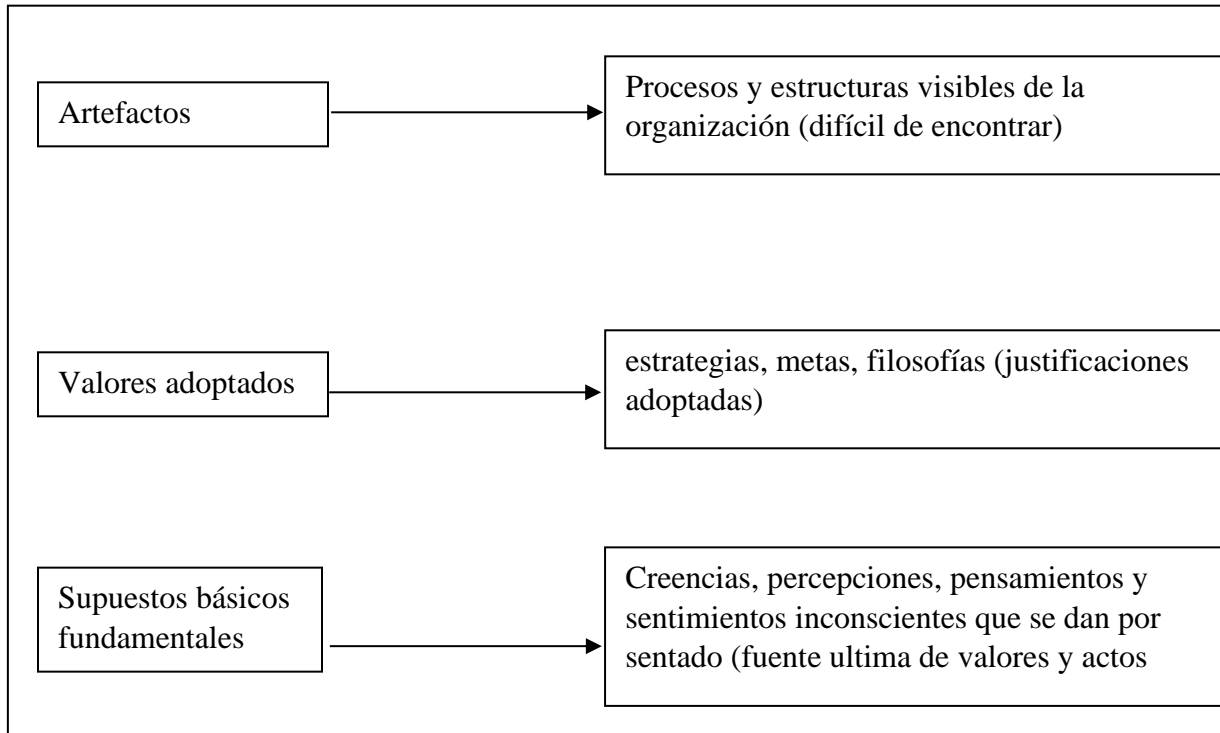 Artefactos
Procesos y estructuras visibles de la
organización (difícil de encontrar)
Valores adoptados
estrategias, metas, filosofías (justificaciones
adoptadas)
Supuestos básicos
fundamentales
Creencias, percepciones, pensamientos y
sentimientos inconscientes que se dan por
sentado (fuente ultima de valores y actos